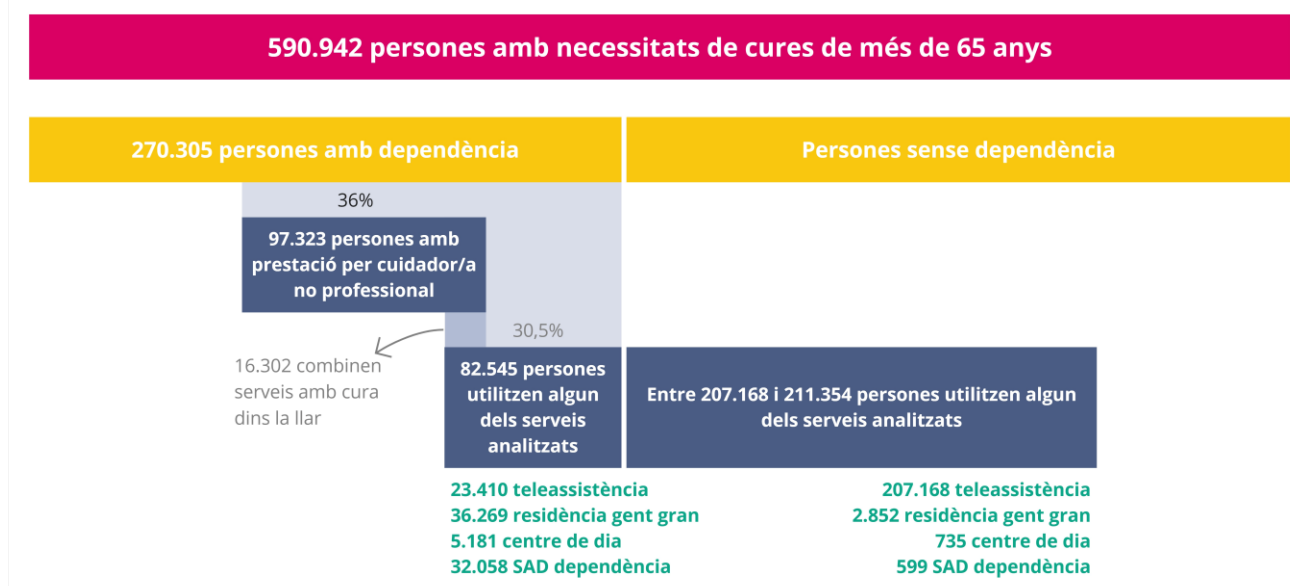 590.942 persones amb necessitats de cures de més de 65 anys
270.305 persones amb dependència
Persones sense dependència
36%
97.323 persones amb
prestació per cuidador/a
no professional
30,5%
16.302 combinen
serveis amb cura
dins la llar
82.545 persones
utilitzen algun
dels serveis
analitzats
Entre 207.168 i 211.354 persones utilitzen algun
dels serveis analitzats
23.410 teleassistència
36.269 residència gent gran
5.181 centre de dia
32.058 SAD dependència
207.168 teleassistència
2.852 residència gent gran
735 centre de dia
599 SAD dependència